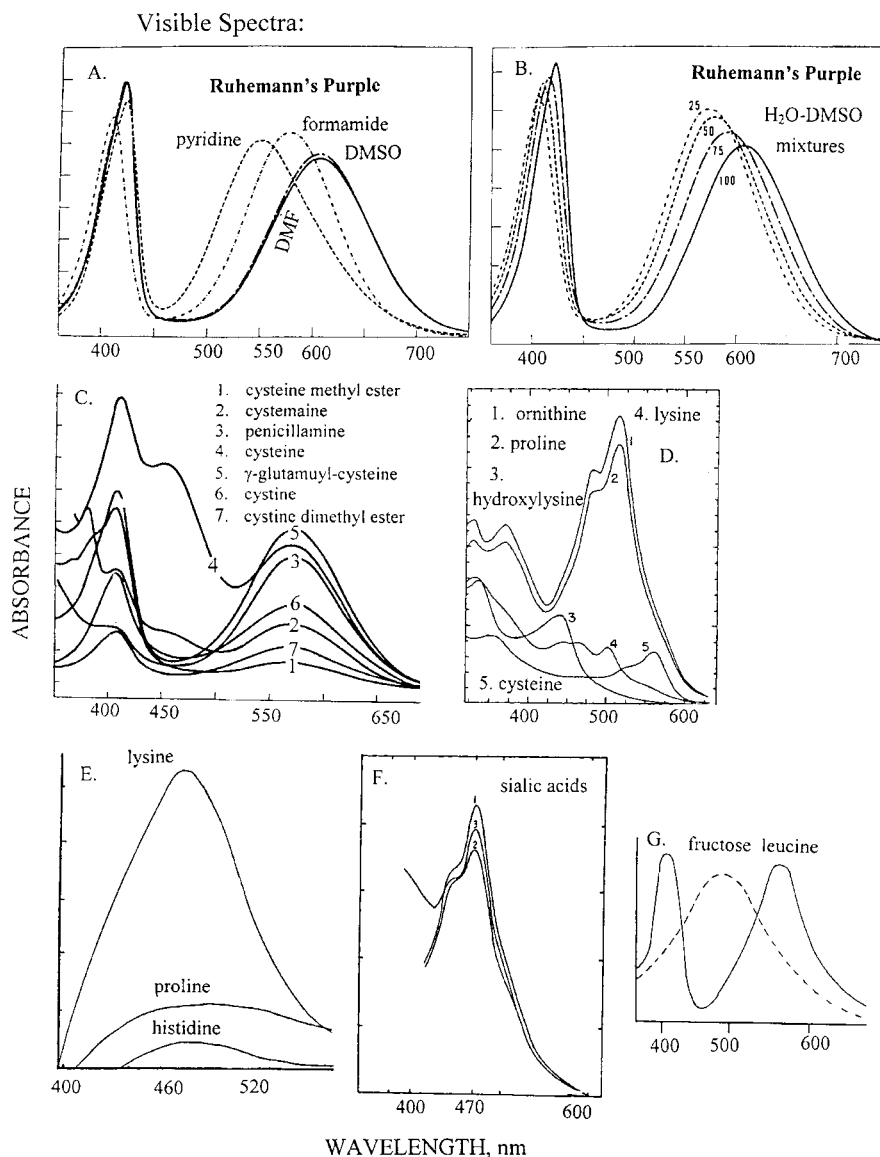 Visible Spectra:
A.
Ruhemann's Purple
pyridine
formamide
DMSO
DMF
400 500 600 700
B.
Ruhemann's Purple
H₂O-DMSO
mixtures
25
50
75
100
400 500 600 700
ABSORBANCE
C.
1. cysteine methyl ester
2. cystemaine
3. penicillamine
4. cysteine
5. γ-glutamuyl-cysteine
6. cystine
7. cystine dimethyl ester
4
5
3
6
2
7
1
400 450 550 650
D.
1. ornithine
2. proline
3.
hydroxylysine
4. lysine
5. cysteine
1
2
3
4
5
400 500 600
E.
lysine
proline
histidine
400 460 520
F.
sialic acids
1
3
2
400 470 600
G.
fructose leucine
400 500 600
WAVELENGTH, nm